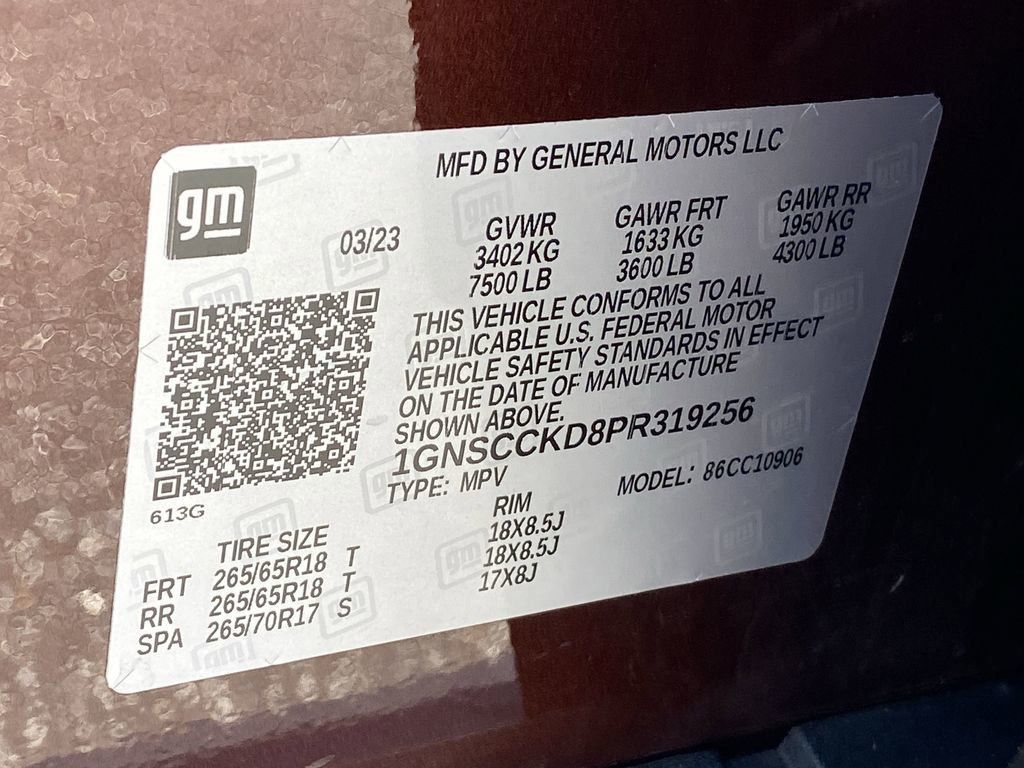 gm
MFD BY GENERAL MOTORS LLC
03/23
GVWR GAWR FRT GAWR RR
3402 KG 1633 KG 1950 KG
7500 LB 3600 LB 4300 LB
THIS VEHICLE CONFORMS TO ALL
APPLICABLE U.S. FEDERAL MOTOR
VEHICLE SAFETY STANDARDS IN EFFECT
ON THE DATE OF MANUFACTURE
SHOWN ABOVE.
1GNSCCKD8PR319256
TYPE: MPV MODEL: 86CC10906
613G
TIRE SIZE RIM
FRT 265/65R18 T 18X8.5J
RR 265/65R18 T 18X8.5J
SPA 265/70R17 S 17X8J